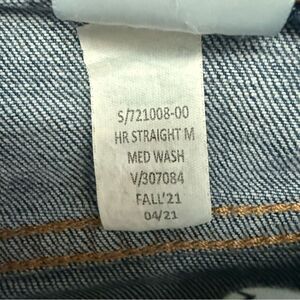 S/721008-00
HR STRAIGHT M
MED WASH
V/307084
FALL'21
04/21